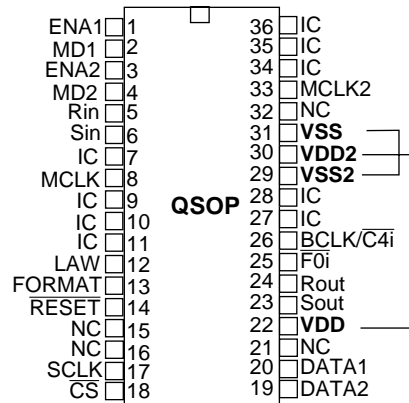 ENA1 1 36 IC
MD1 2 35 IC
ENA2 3 34 IC
MD2 4 33 MCLK2
Rin 5 32 NC
Sin 6 31 VSS
IC 7 30 VDD2
MCLK 8 29 VSS2
IC 9 28 IC
IC 10 27 IC
IC 11 26 BCLK/C4i
LAW 12 25 F0i
FORMAT 13 24 Rout
RESET 14 23 Sout
NC 15 22 VDD
NC 16 21 NC
SCLK 17 20 DATA1
CS 18 19 DATA2
QSOP